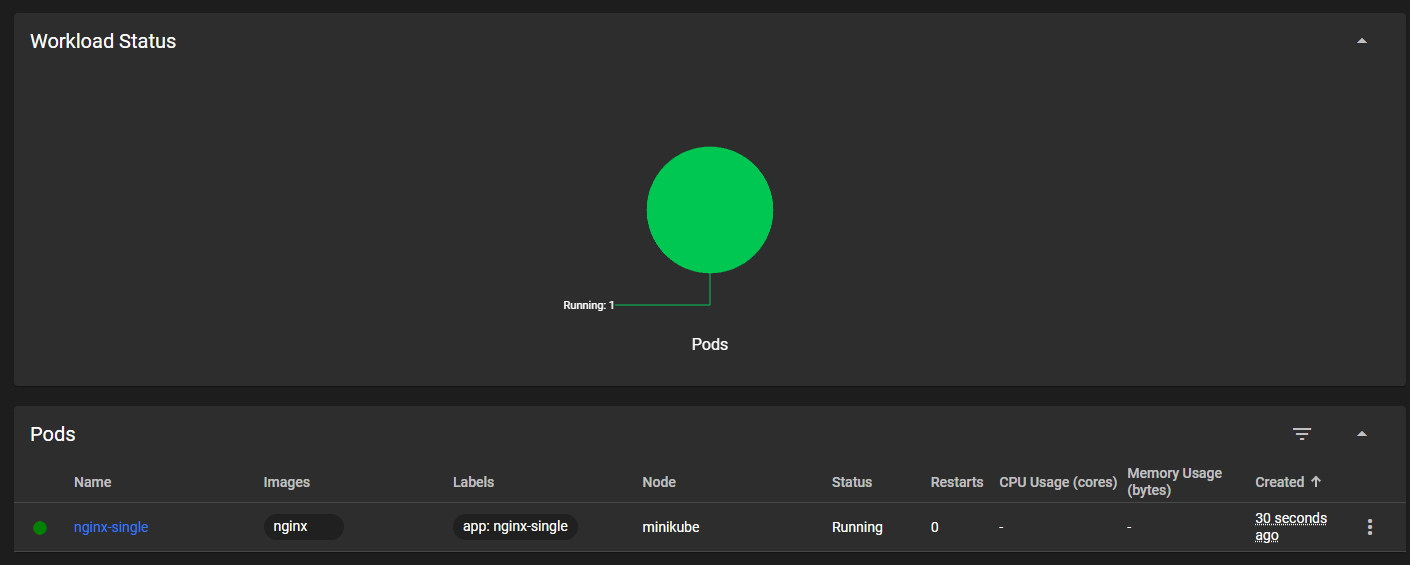 Workload Status
Running: 1
Pods
Pods
Name Images Labels Node Status Restarts CPU Usage (cores) Memory Usage (bytes) Created
nginx-single nginx app: nginx-single minikube Running 0 - - 30 seconds ago